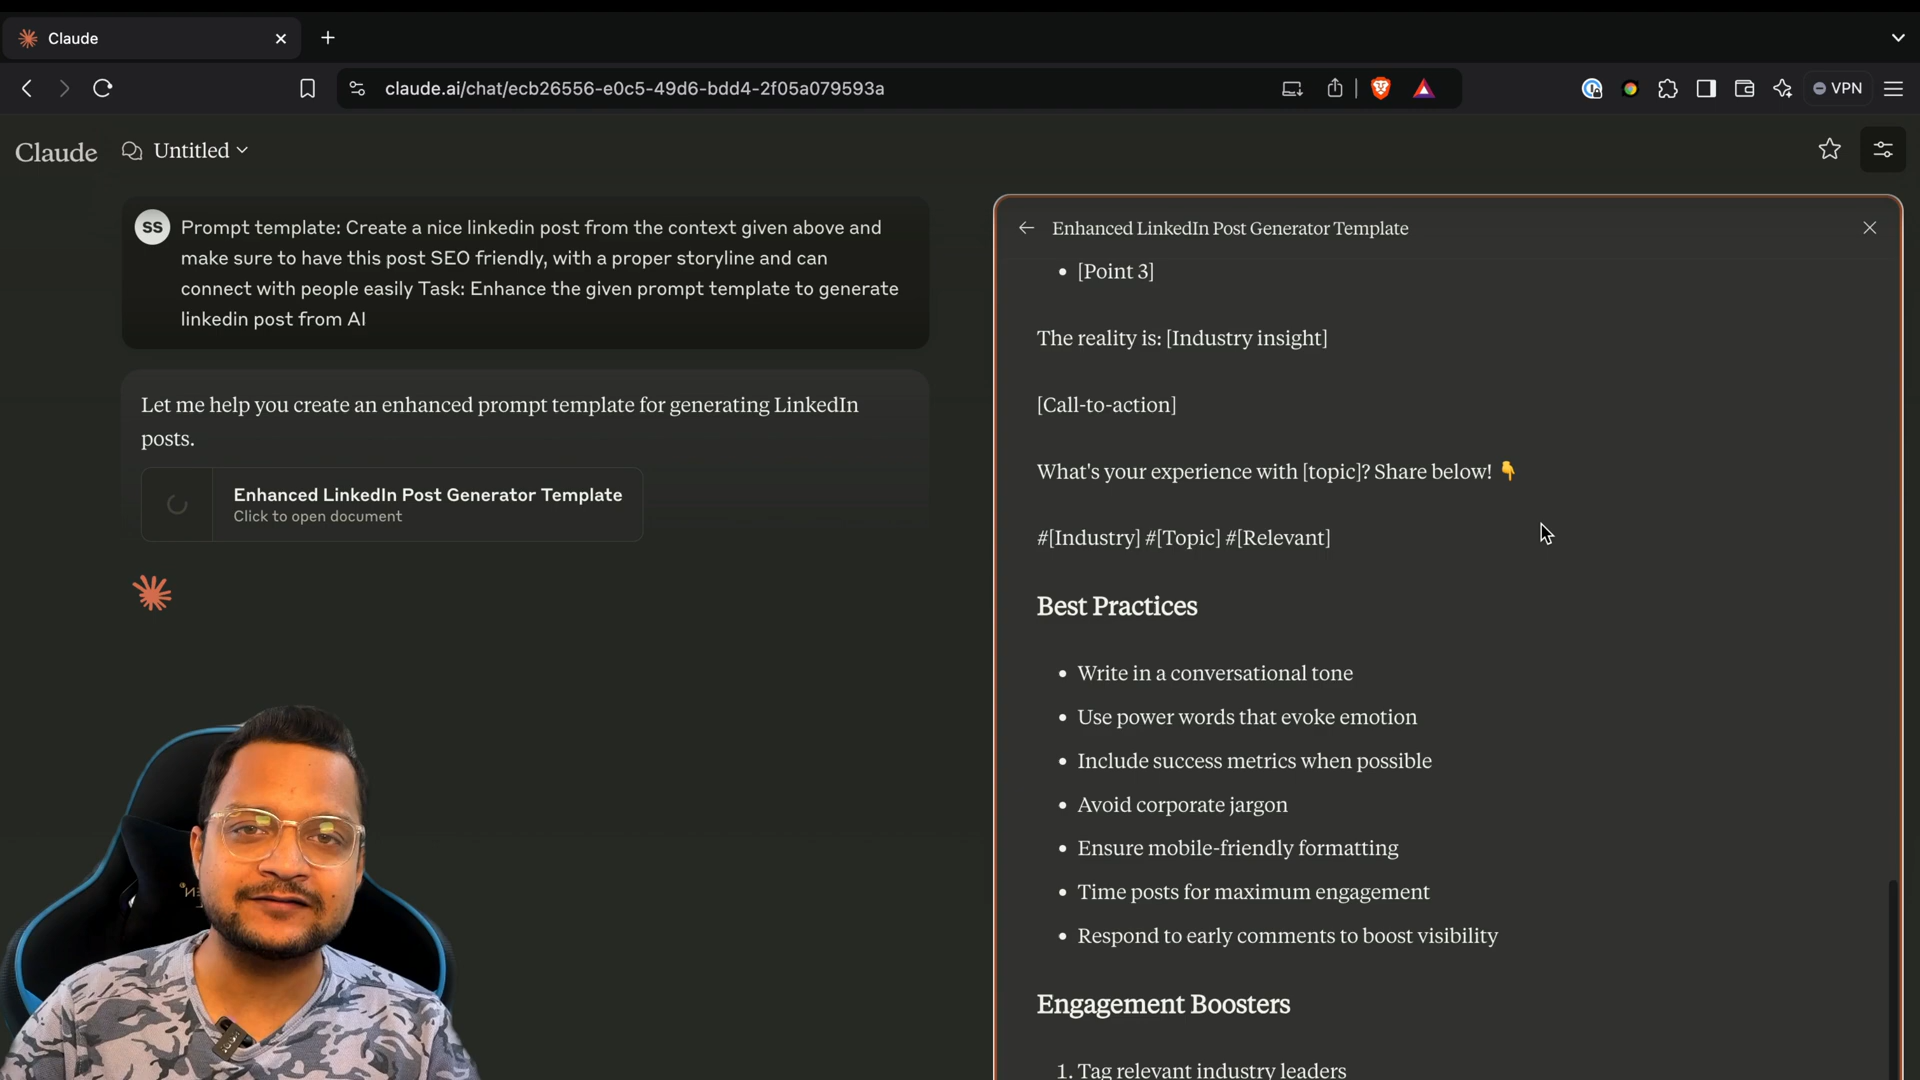 Claude
claude.ai/chat/ecb26556-e0c5-49d6-bdd4-2f05a079593a
VPN
Claude
Untitled
SS
Prompt template: Create a nice linkedin post from the context given above and
make sure to have this post SEO friendly, with a proper storyline and can
connect with people easily Task: Enhance the given prompt template to generate
linkedin post from AI
Let me help you create an enhanced prompt template for generating LinkedIn
posts.
Enhanced LinkedIn Post Generator Template
Click to open document
Enhanced LinkedIn Post Generator Template
• [Point 3]
The reality is: [Industry insight]
[Call-to-action]
What's your experience with [topic]? Share below! 👇
#[Industry] #[Topic] #[Relevant]
Best Practices
• Write in a conversational tone
• Use power words that evoke emotion
• Include success metrics when possible
• Avoid corporate jargon
• Ensure mobile-friendly formatting
• Time posts for maximum engagement
• Respond to early comments to boost visibility
Engagement Boosters
1. Tag relevant industry leaders